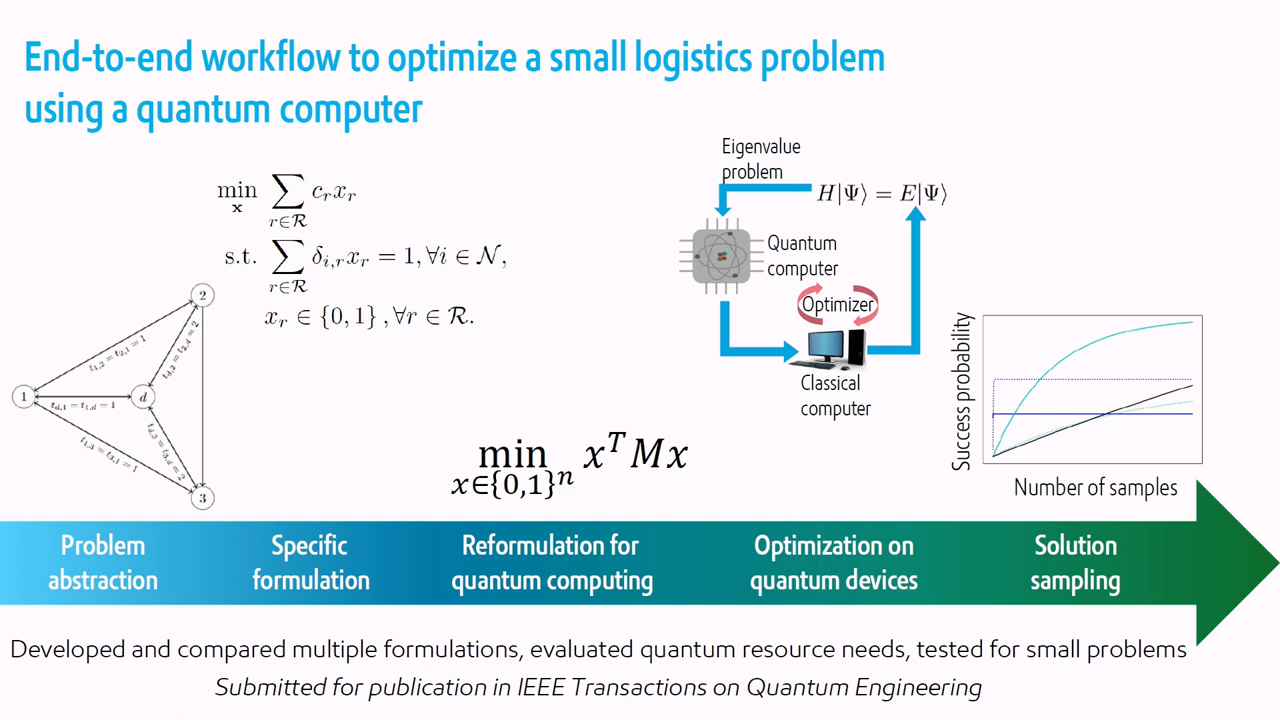 End-to-end workflow to optimize a small logistics problem
using a quantum computer
min_x ∑_{r∈R} c_r x_r
s.t. ∑_{r∈R} δ_{i,r} x_r = 1, ∀i ∈ N,
x_r ∈ {0, 1}, ∀r ∈ R.
2
t_{1,2} = t_{2,1} = 1
t_{d,2} = t_{2,d} = 2
1
t_{d,1} = t_{1,d} = 1
d
t_{1,3} = t_{3,1} = 1
t_{d,3} = t_{3,d} = 2
3
min_{x∈{0,1}^n} x^T M x
Eigenvalue
problem
H|Ψ⟩ = E|Ψ⟩
Quantum
computer
Optimizer
Classical
computer
Success probability
Number of samples
Problem
abstraction
Specific
formulation
Reformulation for
quantum computing
Optimization on
quantum devices
Solution
sampling
Developed and compared multiple formulations, evaluated quantum resource needs, tested for small problems
Submitted for publication in IEEE Transactions on Quantum Engineering